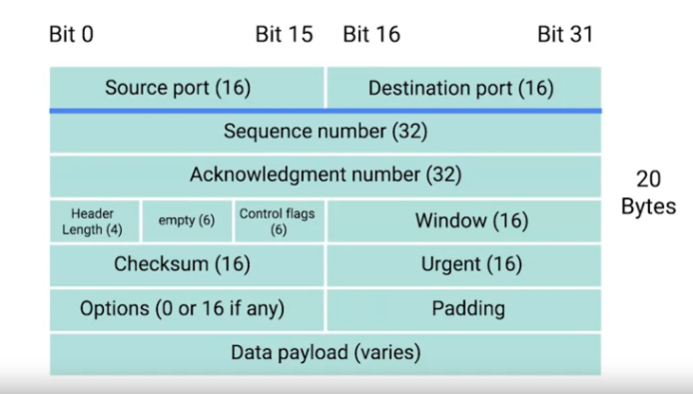 Bit 0 Bit 15 Bit 16 Bit 31
Source port (16) Destination port (16)
Sequence number (32)
Acknowledgment number (32)
20
Bytes
Header
Length (4)
empty (6)
Control flags
(6)
Window (16)
Checksum (16) Urgent (16)
Options (0 or 16 if any) Padding
Data payload (varies)